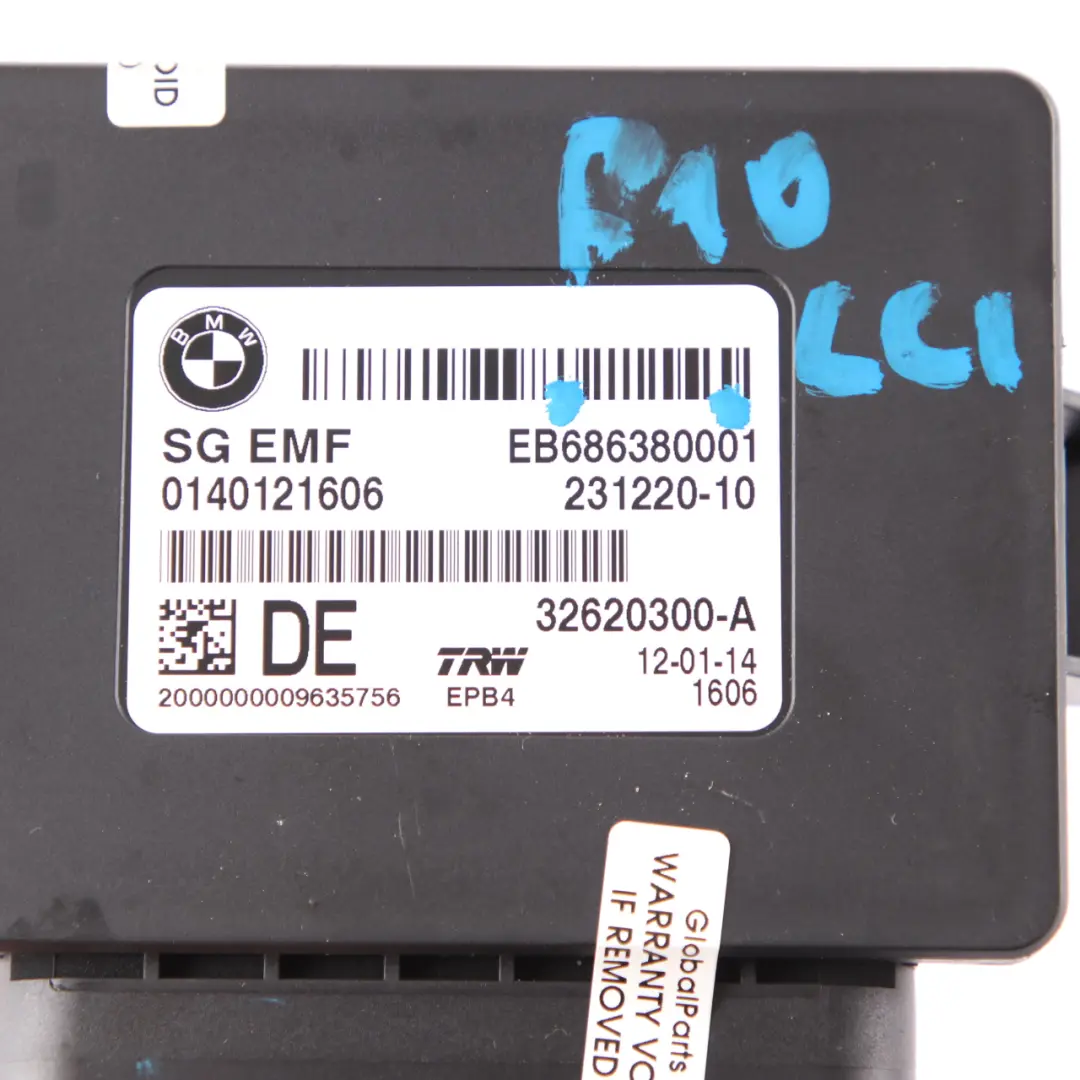 OID
F10
LCI
BMW
SG EMF EB686380001
0140121606 231220-10
DE 32620300-A
TRW 12-01-14
2000000009635756 EPB4 1606
GlobalParts
WARRANTY VO
IF REMOVED